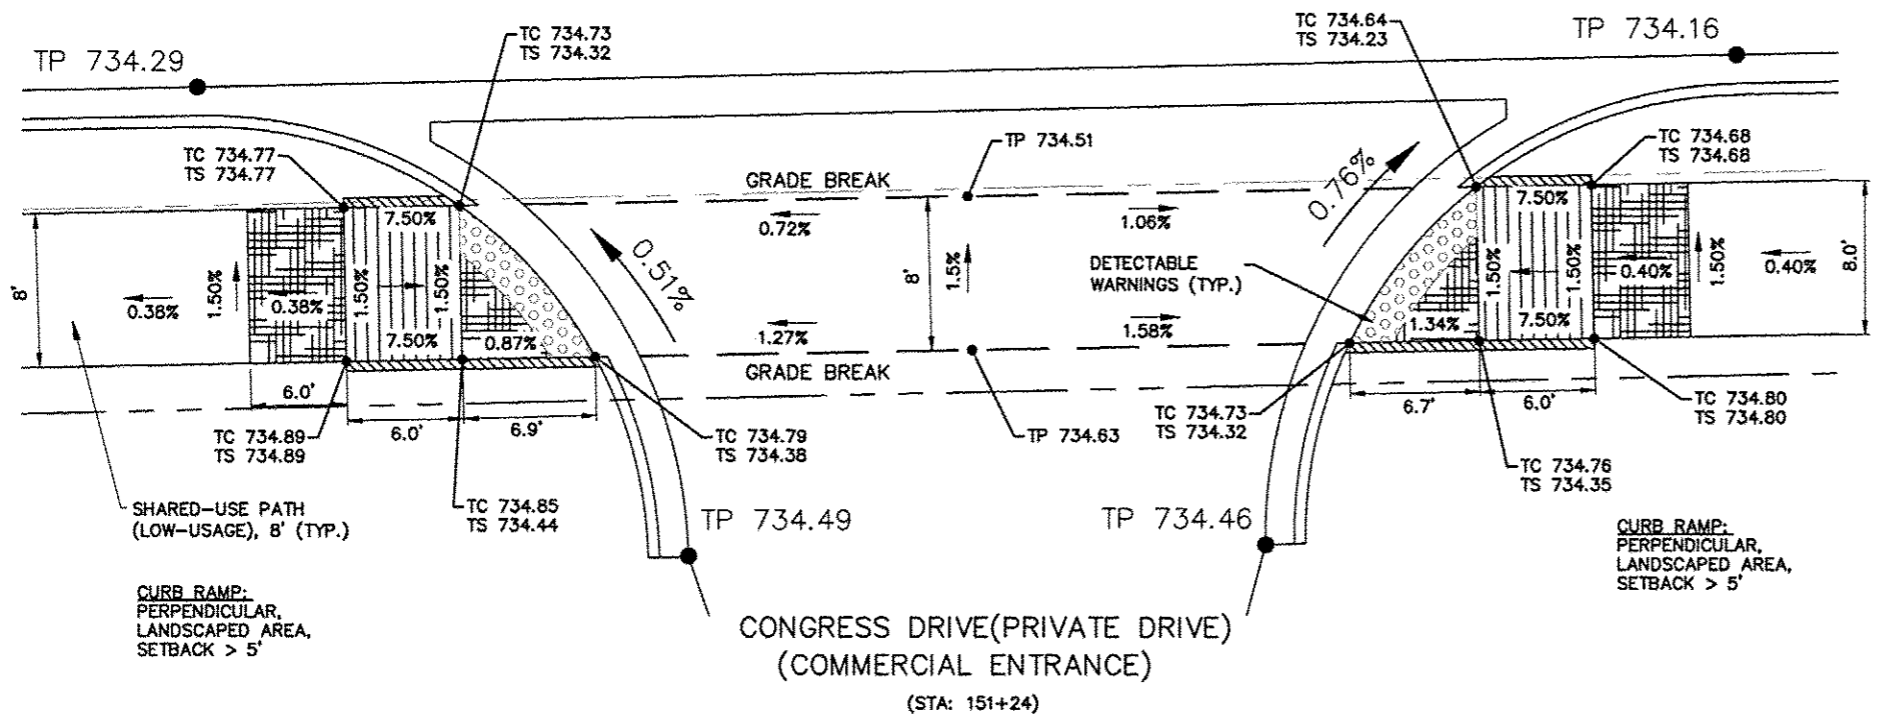 TP 734.29
TC 734.73
TS 734.32
TC 734.64
TS 734.23
TP 734.16
TC 734.77
TS 734.77
TP 734.51
TC 734.68
TS 734.68
GRADE BREAK
0.76%
7.50%
7.50%
0.72%
1.06%
8'
1.50%
0.38%
0.38%
1.50%
1.50%
0.51%
8'
1.5%
DETECTABLE
WARNINGS (TYP.)
1.50%
1.50%
0.40%
1.50%
0.40%
8.0'
7.50%
0.87%
1.27%
1.58%
1.34%
7.50%
GRADE BREAK
6.0'
6.0'
6.9'
6.7'
6.0'
TC 734.89
TS 734.89
TC 734.79
TS 734.38
TP 734.63
TC 734.73
TS 734.32
TC 734.80
TS 734.80
TC 734.85
TS 734.44
TC 734.76
TS 734.35
SHARED-USE PATH
(LOW-USAGE), 8' (TYP.)
TP 734.49
TP 734.46
CURB RAMP:
PERPENDICULAR,
LANDSCAPED AREA,
SETBACK > 5'
CURB RAMP:
PERPENDICULAR,
LANDSCAPED AREA,
SETBACK > 5'
CONGRESS DRIVE(PRIVATE DRIVE)
(COMMERCIAL ENTRANCE)
(STA: 151+24)